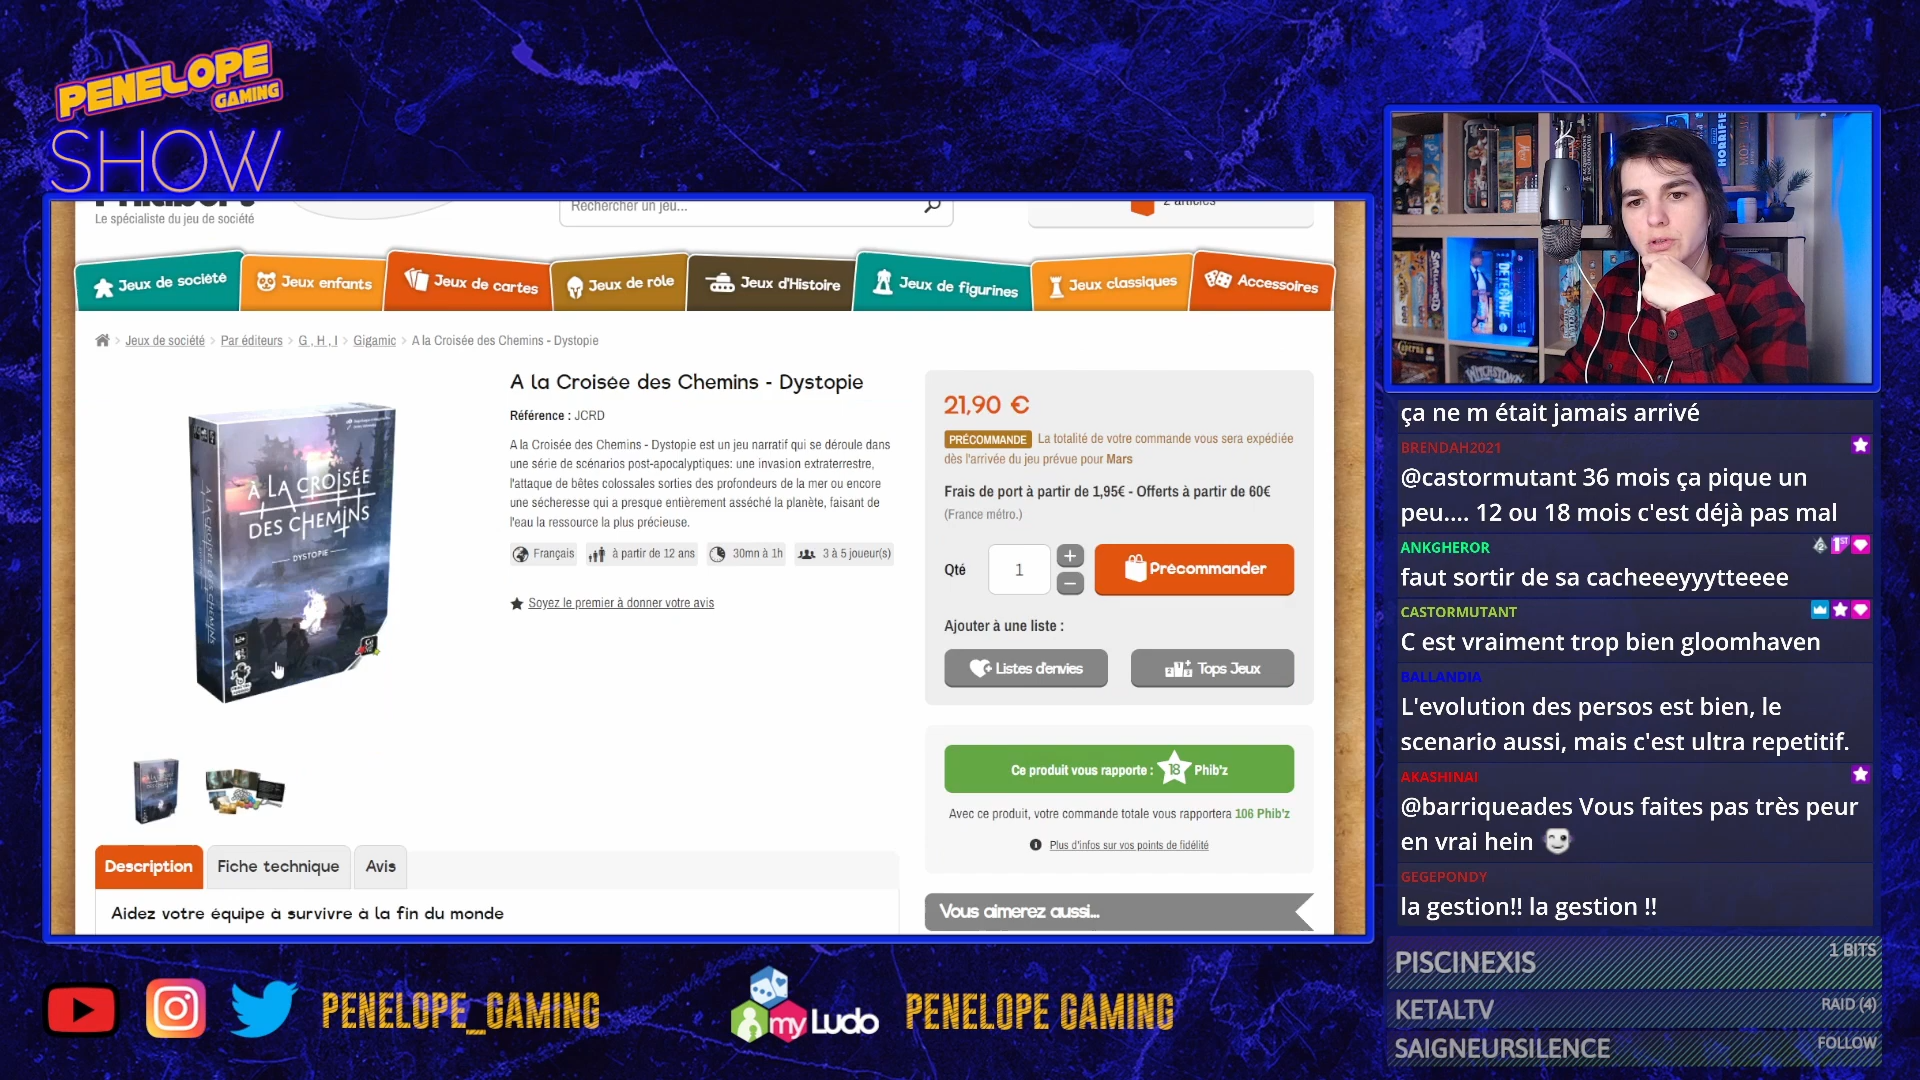 PENELOPE
GAMING
SHOW
Le spécialiste du jeu de société
Rechercher un jeu...
2 articles
Jeux de société
Jeux enfants
Jeux de cartes
Jeux de rôle
Jeux d'Histoire
Jeux de figurines
Jeux classiques
Accessoires
> Jeux de société > Par éditeurs > G , H , I > Gigamic > A la Croisée des Chemins - Dystopie
A LA CROISÉE
DES CHEMINS
DYSTOPIE
A la Croisée des Chemins - Dystopie
Référence : JCRD
A la Croisée des Chemins - Dystopie est un jeu narratif qui se déroule dans
une série de scénarios post-apocalyptiques: une invasion extraterrestre,
l'attaque de bêtes colossales sorties des profondeurs de la mer ou encore
une sécheresse qui a presque entièrement asséché la planète, faisant de
l'eau la ressource la plus précieuse.
Français
à partir de 12 ans
30mn à 1h
3 à 5 joueur(s)
Soyez le premier à donner votre avis
21,90 €
PRÉCOMMANDE La totalité de votre commande vous sera expédiée
dès l'arrivée du jeu prévue pour Mars
Frais de port à partir de 1,95€ - Offerts à partir de 60€
(France métro.)
Qté
1
+
-
Précommander
Ajouter à une liste :
Listes d'envies
Tops Jeux
Ce produit vous rapporte : 18 Phib'z
Avec ce produit, votre commande totale vous rapportera 106 Phib'z
Plus d'infos sur vos points de fidélité
Description
Fiche technique
Avis
Aidez votre équipe à survivre à la fin du monde
Vous aimerez aussi...
DETECTIVE
ça ne m était jamais arrivé
BRENDAH2021
@castormutant 36 mois ça pique un
peu.... 12 ou 18 mois c'est déjà pas mal
ANKGHEROR
1ST
faut sortir de sa cacheeeyyytteeee
CASTORMUTANT
C est vraiment trop bien gloomhaven
BALLANDIA
L'evolution des persos est bien, le
scenario aussi, mais c'est ultra repetitif.
AKASHINAI
@barriqueades Vous faites pas très peur
en vrai hein
GEGEPONDY
la gestion!! la gestion !!
PISCINEXIS
1 BITS
KETALTV
RAID (4)
SAIGNEURSILENCE
FOLLOW
PENELOPE_GAMING
myLudo
PENELOPE GAMING